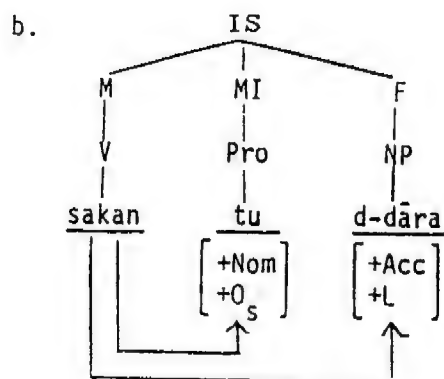 b. IS
M MI F
V Pro NP
sakan tu d-dāra
[+Nom [+Acc
+Os] +L]